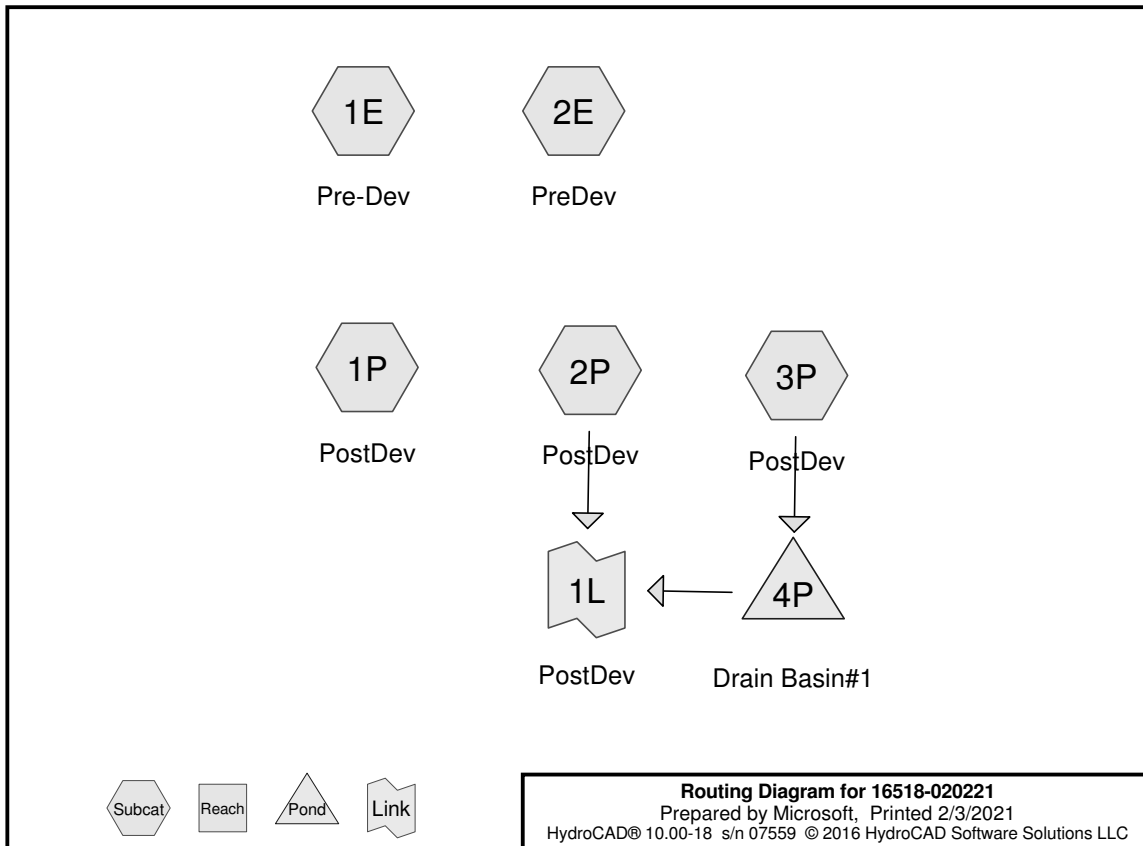 1E
2E
Pre-Dev
PreDev
1P
2P
3P
PostDev
PostDev
PostDev
1L
4P
PostDev
Drain Basin#1
Subcat
Reach
Pond
Link
Routing Diagram for 16518-020221
Prepared by Microsoft, Printed 2/3/2021
HydroCAD® 10.00-18 s/n 07559 © 2016 HydroCAD Software Solutions LLC